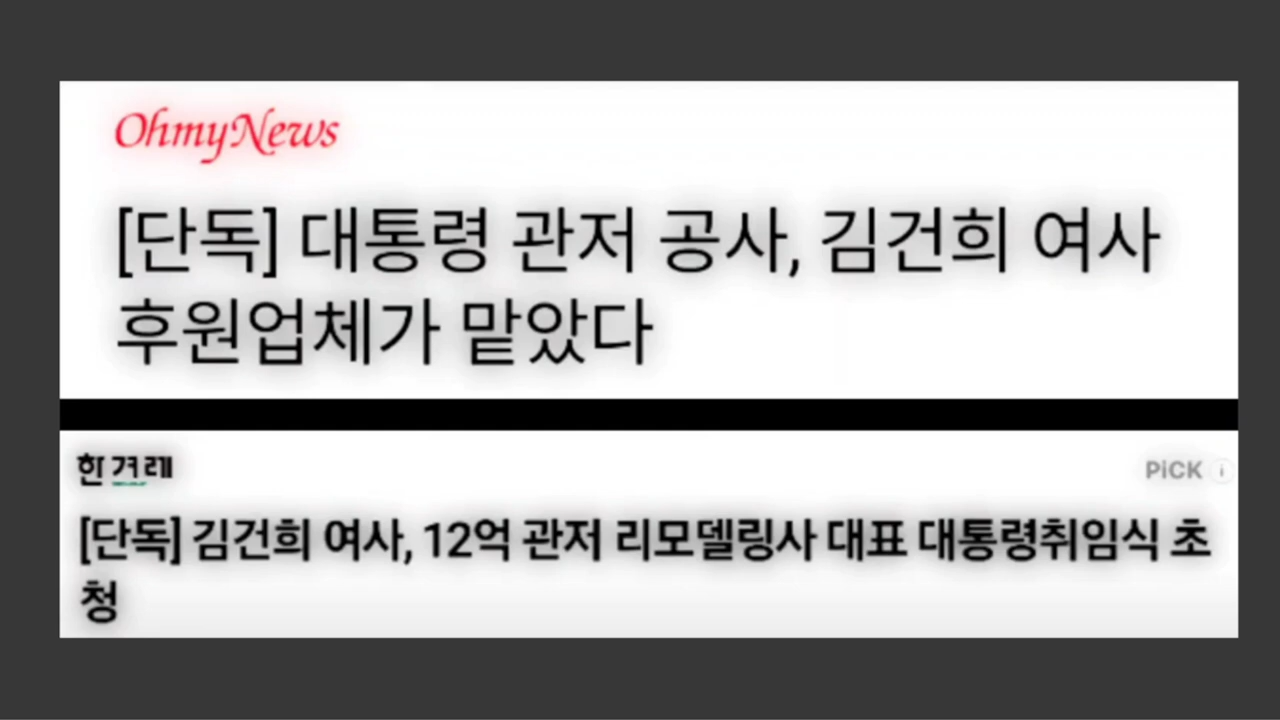 OhmyNews
[단독] 대통령 관저 공사, 김건희 여사
후원업체가 맡았다
한겨레
PiCK i
[단독] 김건희 여사, 12억 관저 리모델링사 대표 대통령취임식 초
청